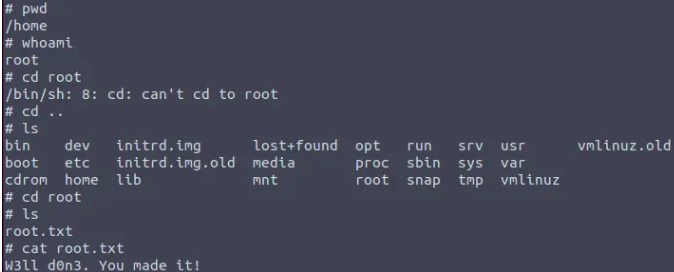 # pwd
/home
# whoami
root
# cd root
/bin/sh: 8: cd: can't cd to root
# cd ..
# ls
bin    dev   initrd.img      lost+found  opt   run   srv  usr      vmlinuz.old
boot   etc   initrd.img.old  media       proc  sbin  sys  var
cdrom  home  lib             mnt         root  snap  tmp  vmlinuz
# cd root
# ls
root.txt
# cat root.txt
W3ll d0n3. You made it!